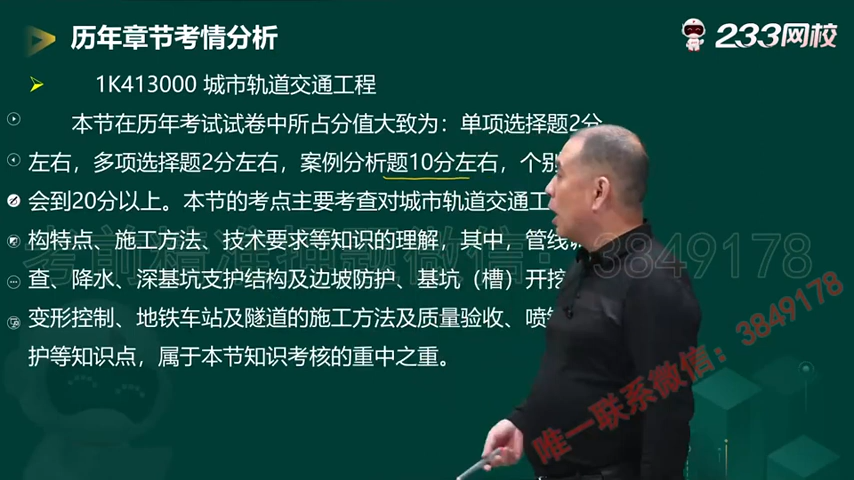 历年章节考情分析
233网校
1K413000 城市轨道交通工程
本节在历年考试试卷中所占分值大致为：单项选择题2分
左右，多项选择题2分左右，案例分析题10分左右，个别
会到20分以上。本节的考点主要考查对城市轨道交通工
构特点、施工方法、技术要求等知识的理解，其中，管线
查、降水、深基坑支护结构及边坡防护、基坑（槽）开挖
变形控制、地铁车站及隧道的施工方法及质量验收、喷
护等知识点，属于本节知识考核的重中之重。
考前精准押题微信：3849178
唯一联系微信：3849178